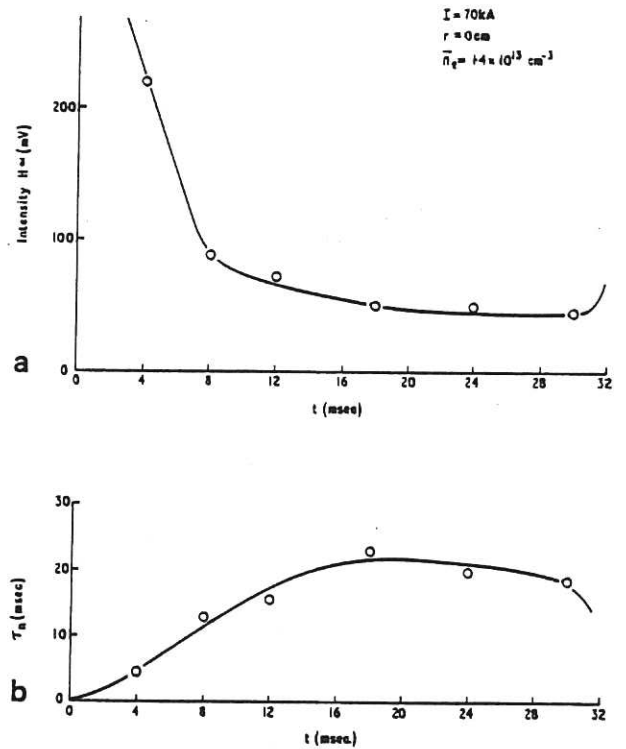 I = 70kA
r = 0cm
n̅e = 1·4 × 10¹³ cm⁻³
Intensity H∝ (mV)
200
100
0
0 4 8 12 16 20 24 28 32
t (msec)
a
τn (msec)
30
20
10
0
0 4 8 12 16 20 24 28 32
t (msec)
b